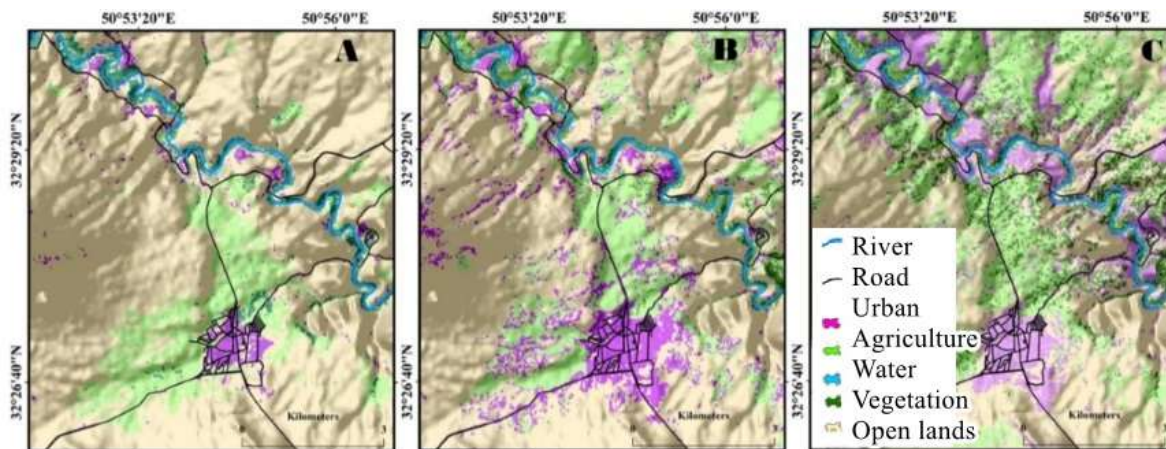 50°53'20"E 50°56'0"E 50°53'20"E 50°56'0"E 50°53'20"E 50°56'0"E
A B C
32°29'20"N 32°29'20"N 32°29'20"N
32°26'40"N 32°26'40"N 32°26'40"N
River
Road
Urban
Agriculture
Water
Vegetation
Open lands
Kilometers Kilometers Kilometers
0 3 0 3 0 3